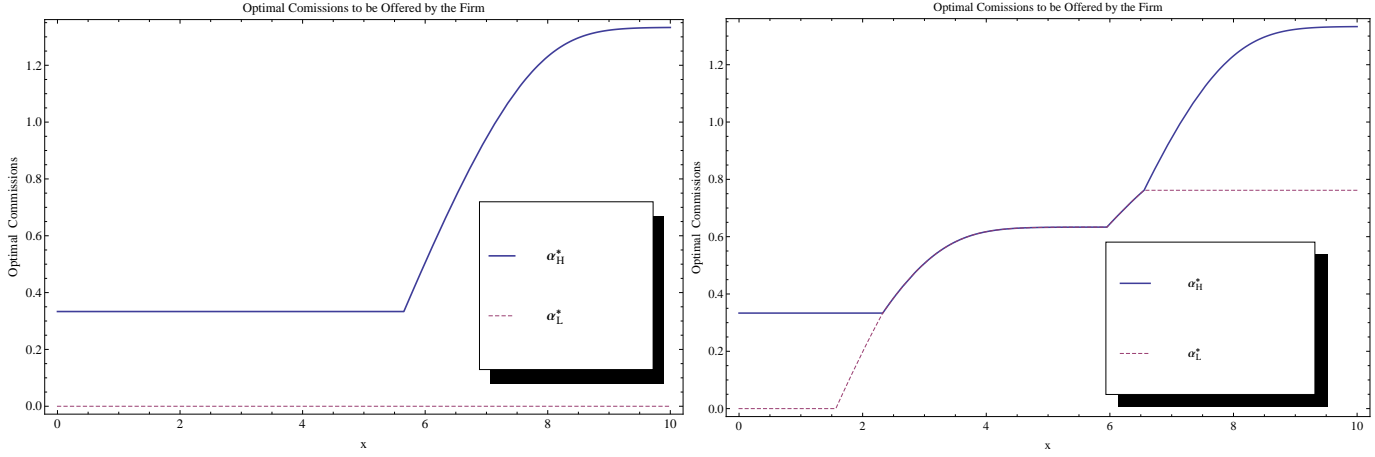 Optimal Comissions to be Offered by the Firm
Optimal Commissions
1.2
1.0
0.8
0.6
0.4
0.2
0.0
0 2 4 6 8 10
x
α*H
α*L
Optimal Comissions to be Offered by the Firm
Optimal Commissions
1.2
1.0
0.8
0.6
0.4
0.2
0.0
0 2 4 6 8 10
x
α*H
α*L